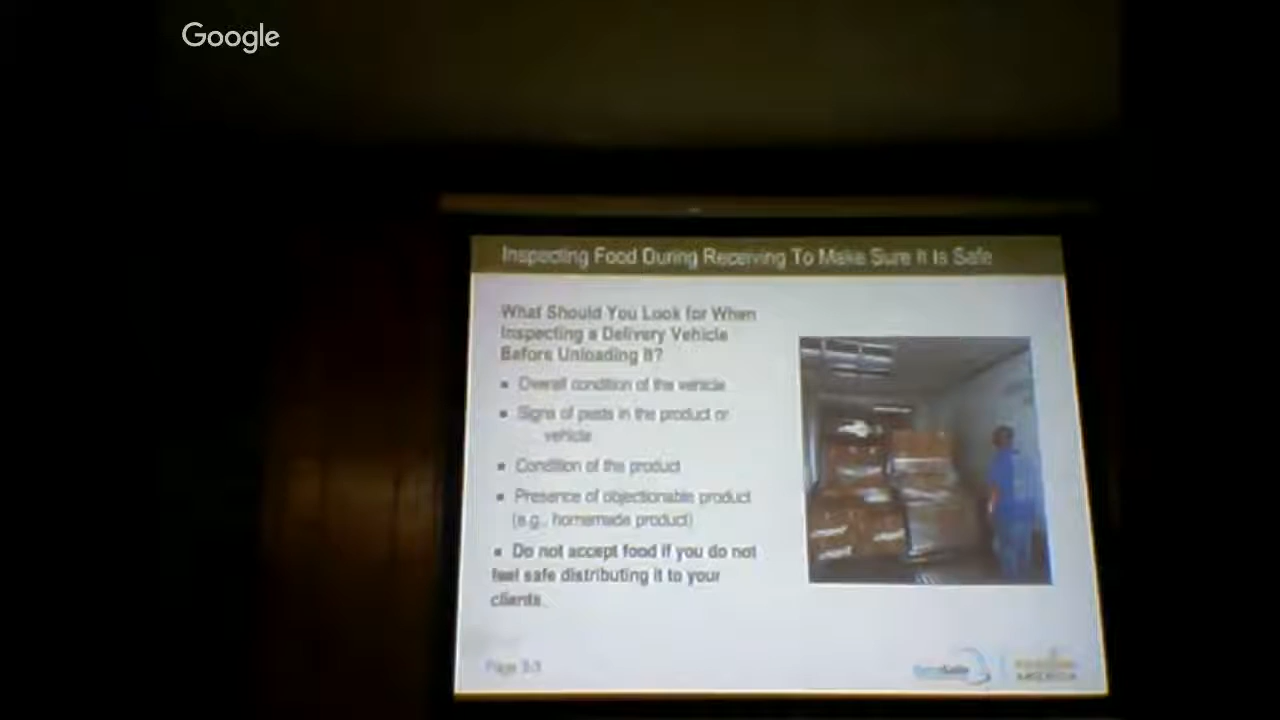 Google
Inspecting Food During Receiving To Make Sure It Is Safe
What Should You Look for When
Inspecting a Delivery Vehicle
Before Unloading It?
▪ Overall condition of the vehicle
▪ Signs of pests in the product or
vehicle
▪ Condition of the product
▪ Presence of objectionable product
(e.g., homemade product)
▪ Do not accept food if you do not
feel safe distributing it to your
clients.
Page
AMERICA